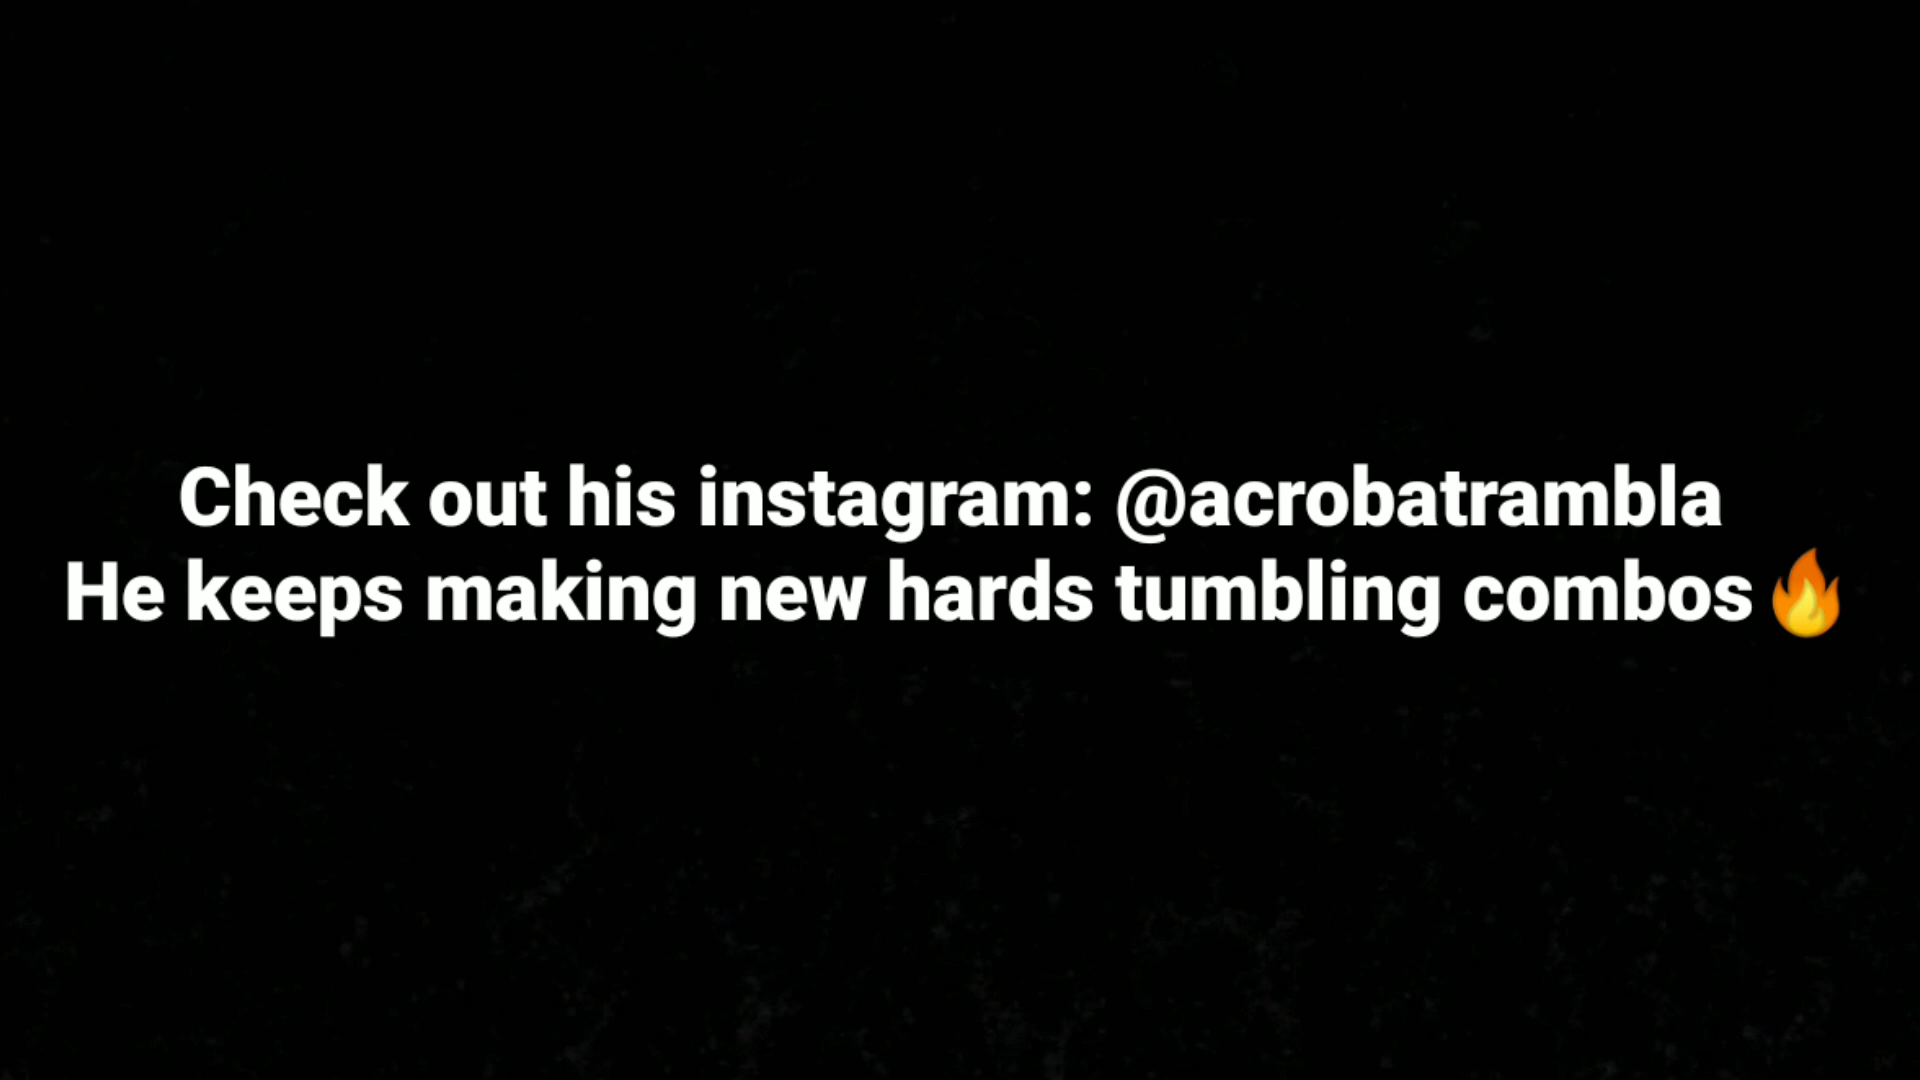 Check out his instagram: @acrobatrambla
He keeps making new hards tumbling combos🔥